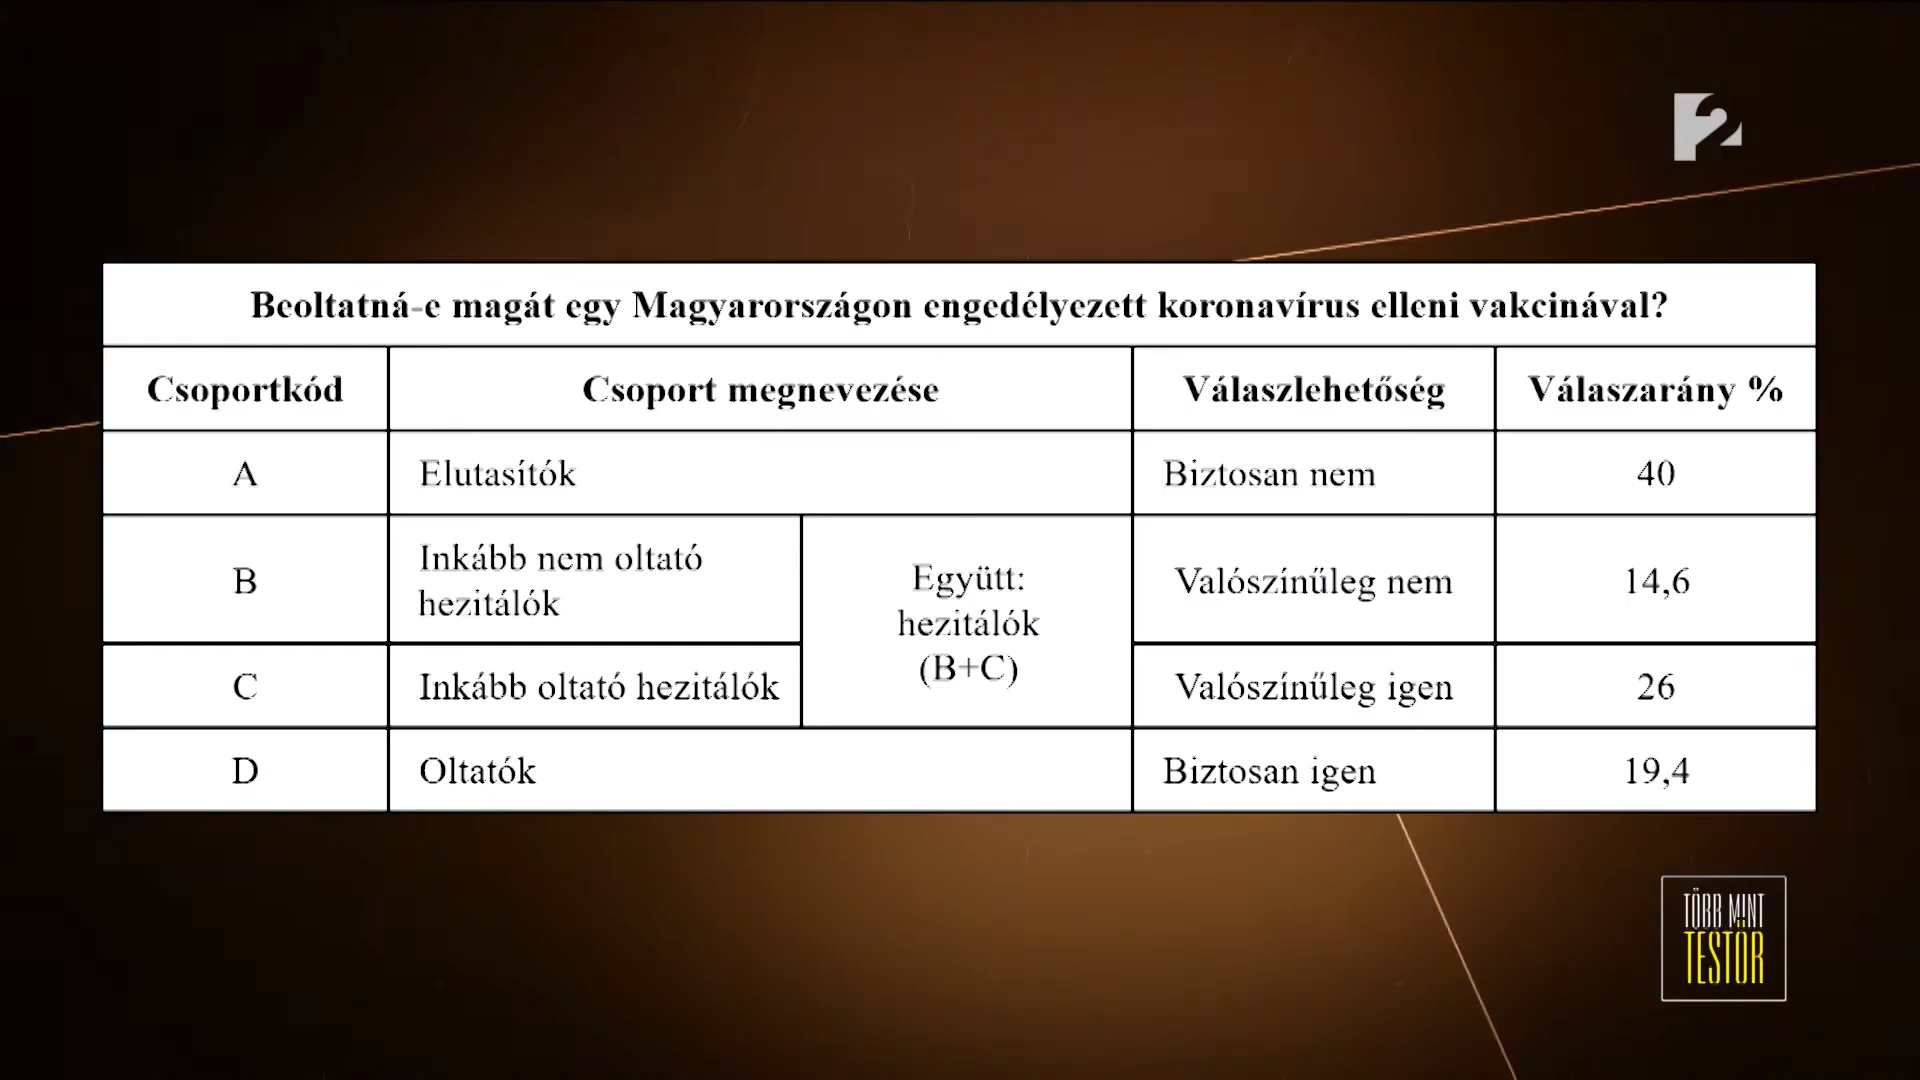 2
Beoltatná-e magát egy Magyarországon engedélyezett koronavírus elleni vakcinával?
Csoportkód Csoport megnevezése Válaszlehetőség Válaszarány %
A Elutasítók Biztosan nem 40
B Inkább nem oltató
hezitálók
Valószínűleg nem 14,6
Együtt:
hezitálók
(B+C)
C Inkább oltató hezitálók Valószínűleg igen 26
D Oltatók Biztosan igen 19,4
TÖBB MINT
TESTŐR